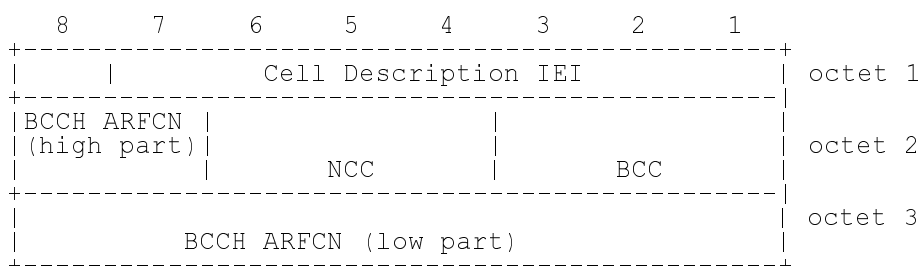 8 7 6 5 4 3 2 1
Cell Description IEI octet 1
BCCH ARFCN
(high part) octet 2
NCC BCC
octet 3
BCCH ARFCN (low part)